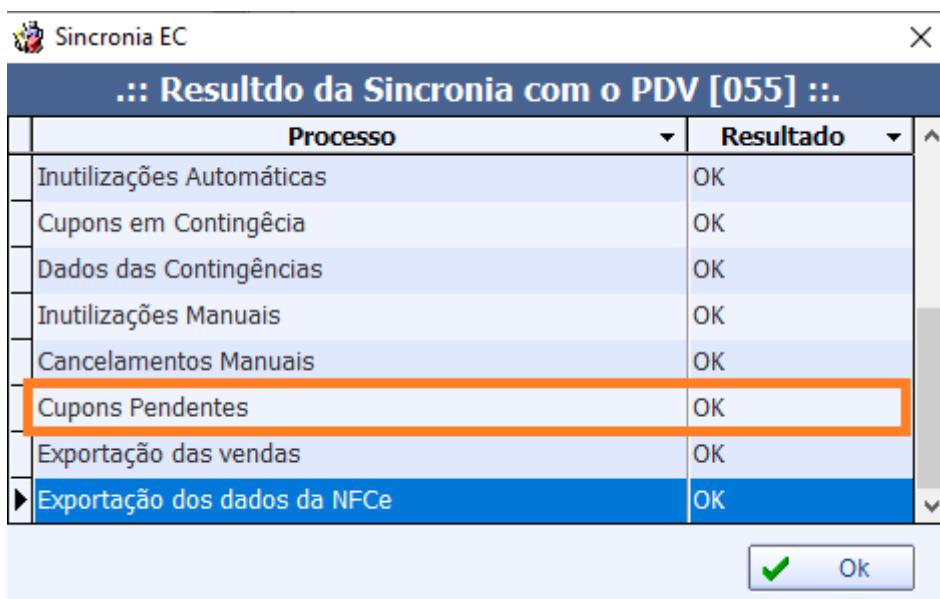 Sincronia EC
.:: Resultdo da Sincronia com o PDV [055] ::.
Processo Resultado
Inutilizações Automáticas OK
Cupons em Contingêcia OK
Dados das Contingências OK
Inutilizações Manuais OK
Cancelamentos Manuais OK
Cupons Pendentes OK
Exportação das vendas OK
Exportação dos dados da NFCe OK
Ok